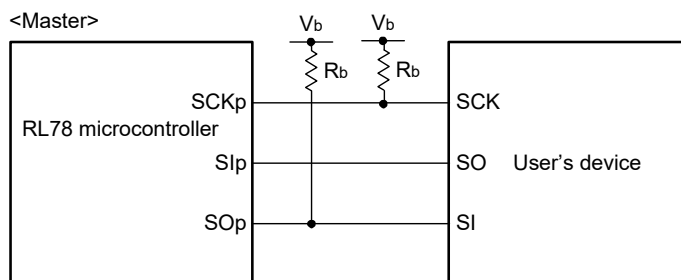 <Master>
Vb Vb
Rb Rb
SCKp SCK
RL78 microcontroller
SIp SO User's device
SOp SI